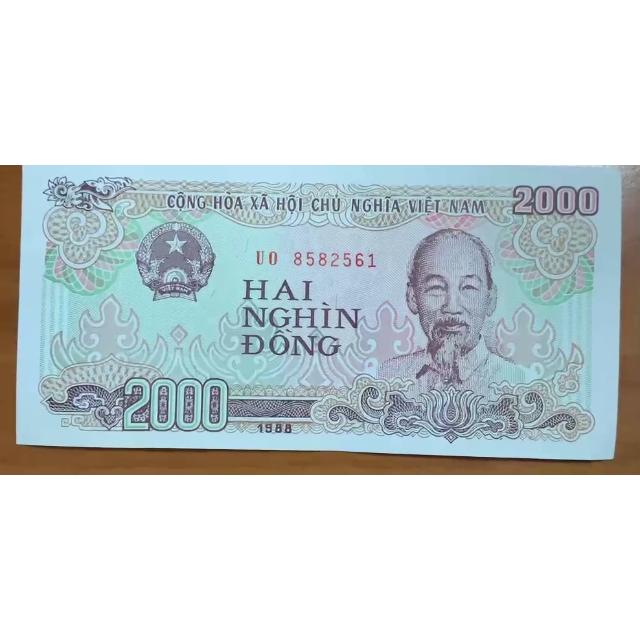 CỘNG HÒA XÃ HỘI CHỦ NGHĨA VIỆT NAM 2000
UO 8582561
HAI
NGHÌN
ĐỒNG
2000
1988